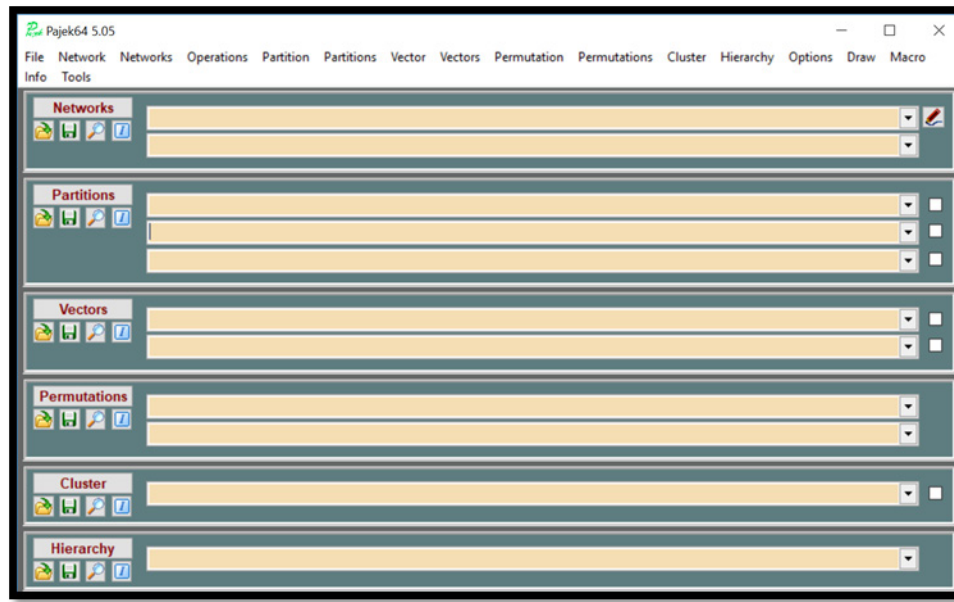 Pajek64 5.05
File Network Networks Operations Partition Partitions Vector Vectors Permutation Permutations Cluster Hierarchy Options Draw Macro
Info Tools
Networks
Partitions
Vectors
Permutations
Cluster
Hierarchy